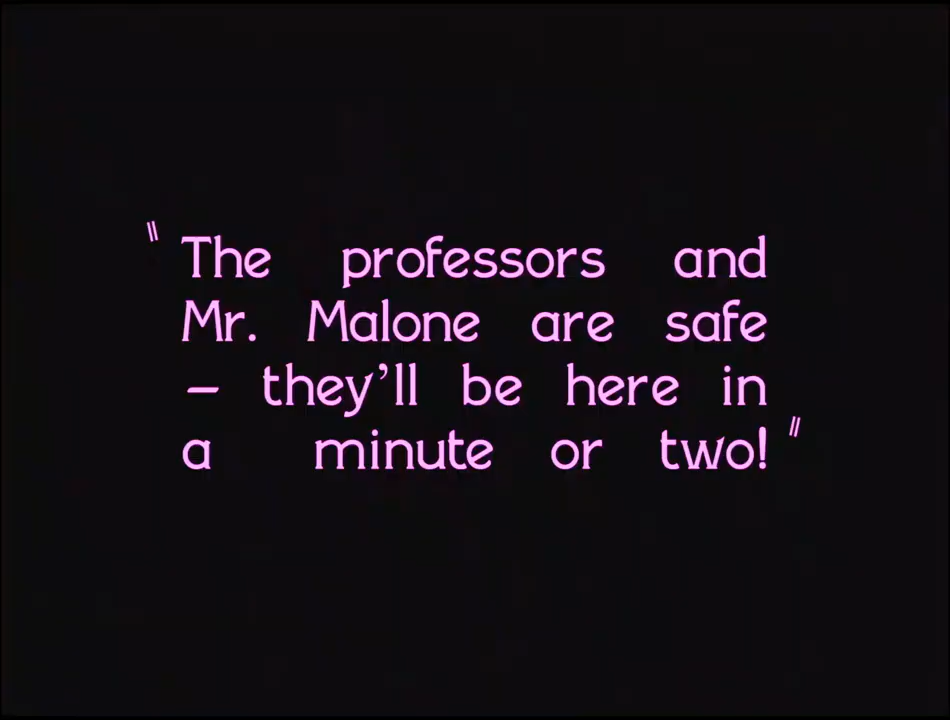 "The professors and
Mr. Malone are safe
– they'll be here in
a minute or two!"